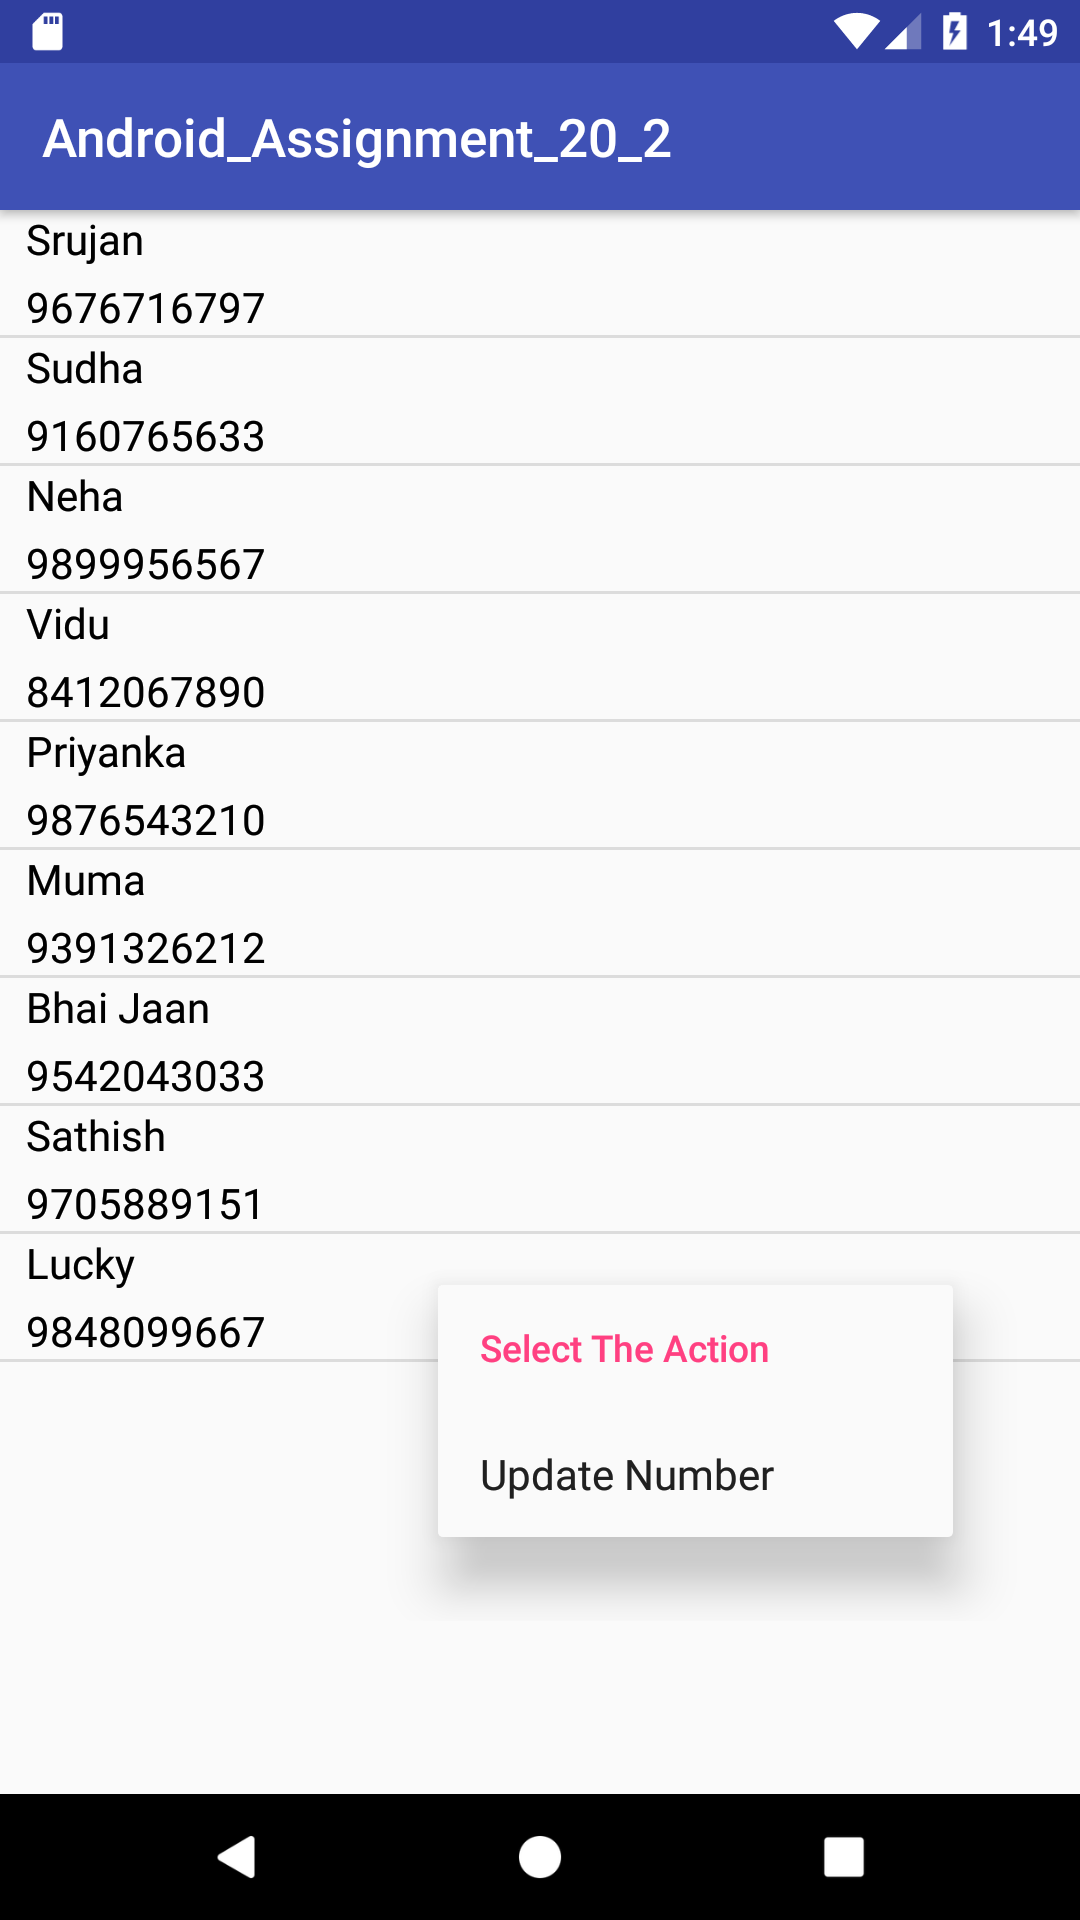 1:49
Android_Assignment_20_2
Srujan
9676716797
Sudha
9160765633
Neha
9899956567
Vidu
8412067890
Priyanka
9876543210
Muma
9391326212
Bhai Jaan
9542043033
Sathish
9705889151
Lucky
9848099667
Select The Action
Update Number